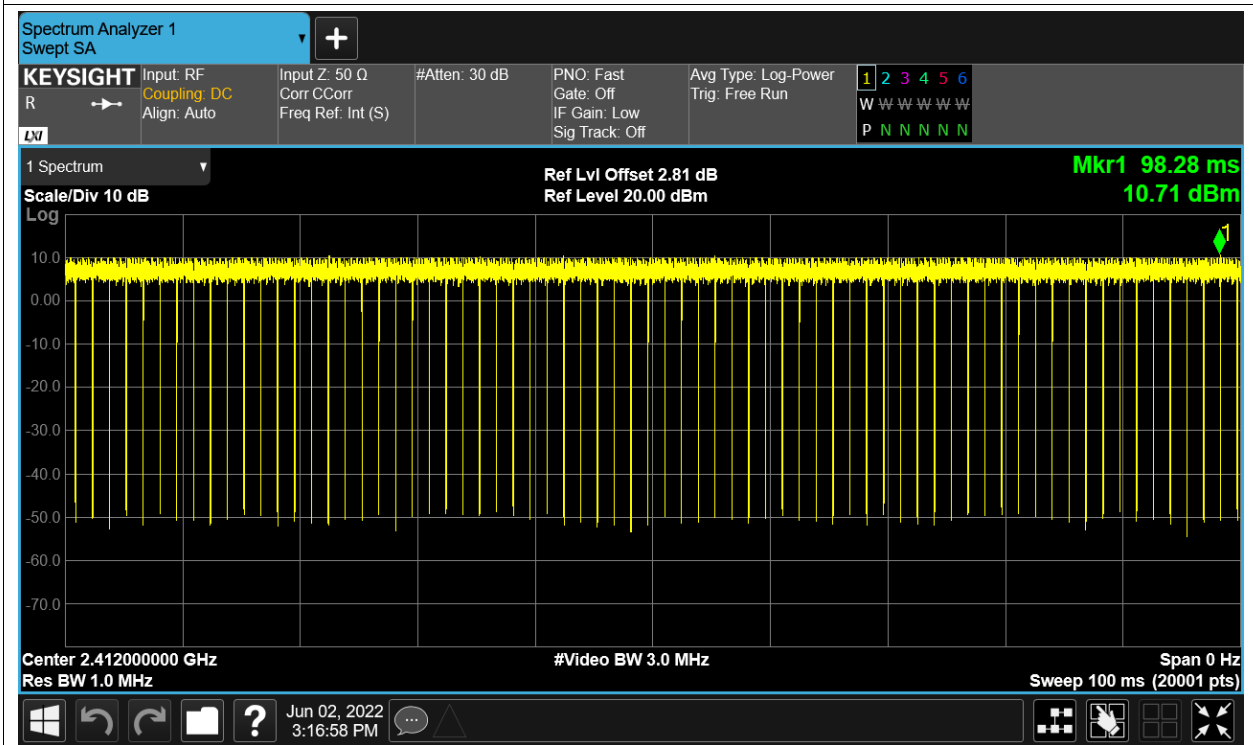 Spectrum Analyzer 1
Swept SA
KEYSIGHT
R
LXI
Input: RF
Coupling: DC
Align: Auto
Input Z: 50 Ω
Corr CCorr
Freq Ref: Int (S)
#Atten: 30 dB
PNO: Fast
Gate: Off
IF Gain: Low
Sig Track: Off
Avg Type: Log-Power
Trig: Free Run
1 2 3 4 5 6
W W W W W W
P N N N N N
1 Spectrum
Scale/Div 10 dB
Ref Lvl Offset 2.81 dB
Ref Level 20.00 dBm
Mkr1 98.28 ms
10.71 dBm
Log
1
10.0
0.00
-10.0
-20.0
-30.0
-40.0
-50.0
-60.0
-70.0
Center 2.412000000 GHz
Res BW 1.0 MHz
#Video BW 3.0 MHz
Span 0 Hz
Sweep 100 ms (20001 pts)
?
Jun 02, 2022
3:16:58 PM